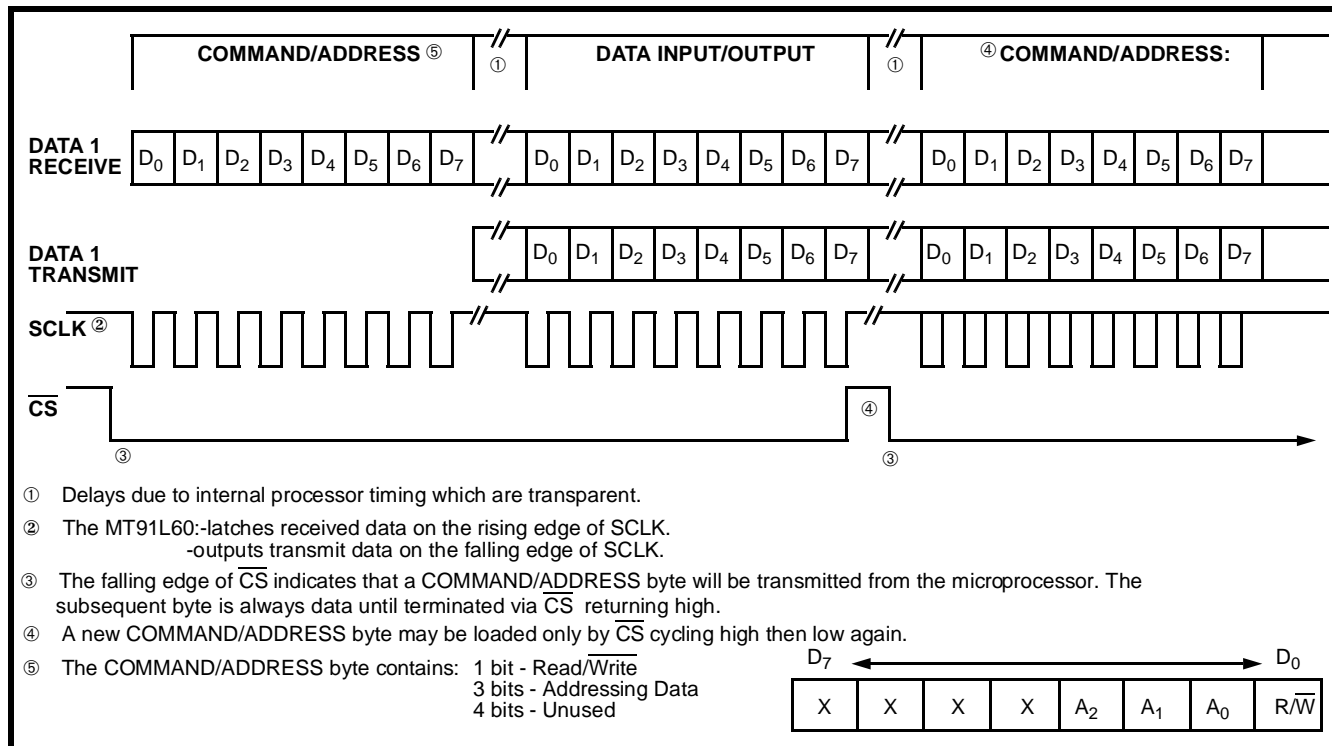 COMMAND/ADDRESS ⑤ ① DATA INPUT/OUTPUT ① ④ COMMAND/ADDRESS:
DATA 1
RECEIVE
D0 D1 D2 D3 D4 D5 D6 D7 D0 D1 D2 D3 D4 D5 D6 D7 D0 D1 D2 D3 D4 D5 D6 D7
DATA 1
TRANSMIT
D0 D1 D2 D3 D4 D5 D6 D7 D0 D1 D2 D3 D4 D5 D6 D7
SCLK ②
C̅S̅ ④
③ ③
① Delays due to internal processor timing which are transparent.
② The MT91L60:-latches received data on the rising edge of SCLK.
-outputs transmit data on the falling edge of SCLK.
③ The falling edge of C̅S̅ indicates that a COMMAND/ADDRESS byte will be transmitted from the microprocessor. The
subsequent byte is always data until terminated via C̅S̅ returning high.
④ A new COMMAND/ADDRESS byte may be loaded only by C̅S̅ cycling high then low again.
⑤ The COMMAND/ADDRESS byte contains: 1 bit - Read/W̅r̅i̅t̅e̅
3 bits - Addressing Data
4 bits - Unused
D7 D0
X X X X A2 A1 A0 R/W̅